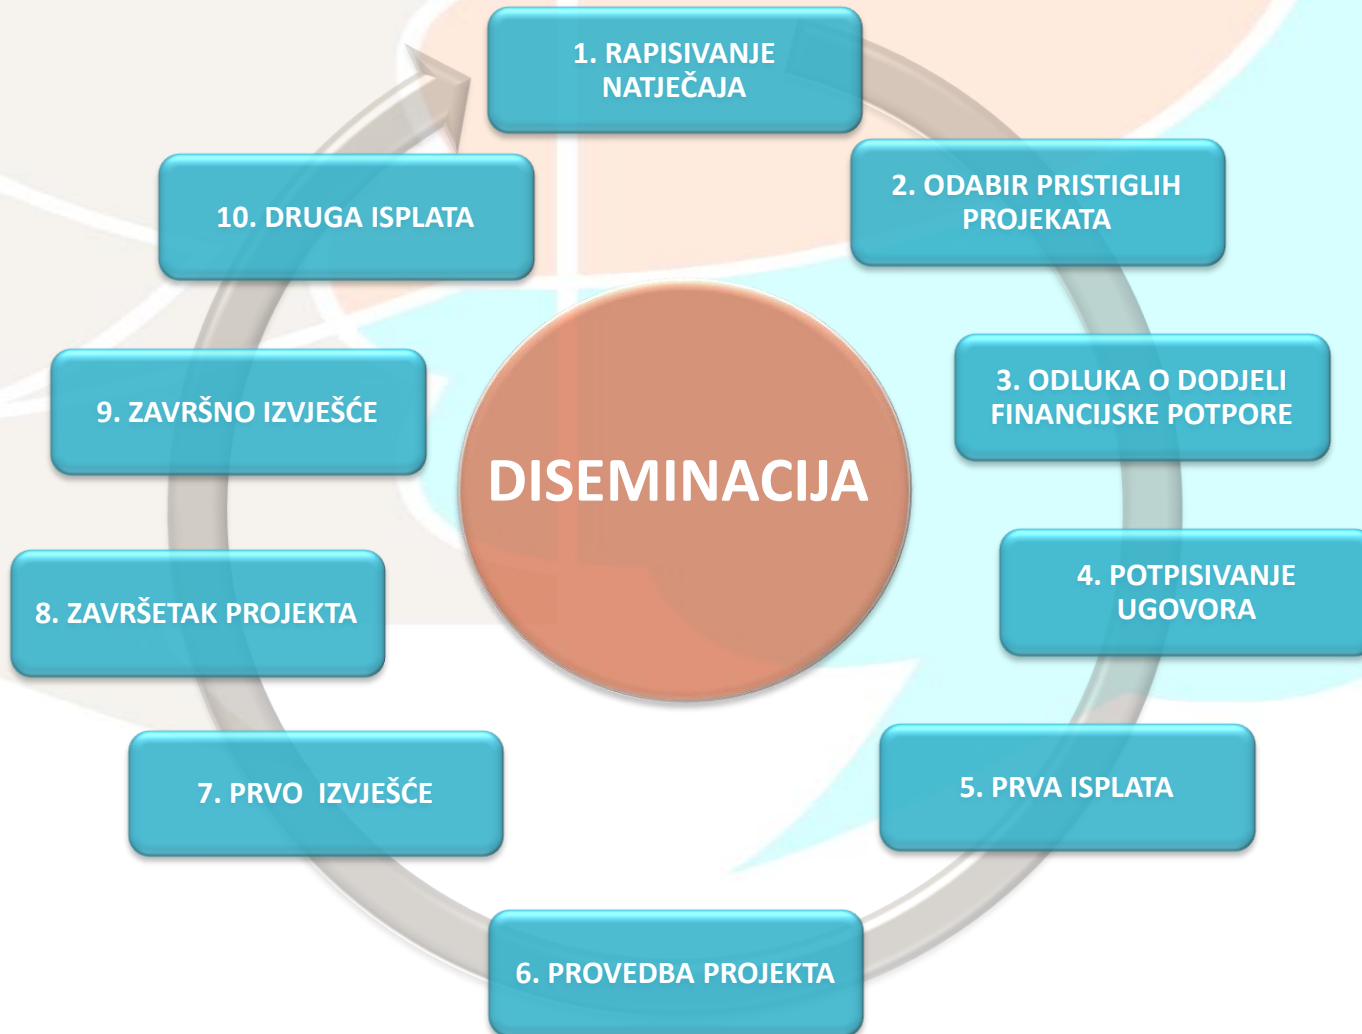 1. RAPISIVANJE
NATJEČAJA
2. ODABIR PRISTIGLIH
PROJEKATA
3. ODLUKA O DODJELI
FINANCIJSKE POTPORE
4. POTPISIVANJE
UGOVORA
5. PRVA ISPLATA
6. PROVEDBA PROJEKTA
7. PRVO  IZVJEŠĆE
8. ZAVRŠETAK PROJEKTA
9. ZAVRŠNO IZVJEŠĆE
10. DRUGA ISPLATA
DISEMINACIJA